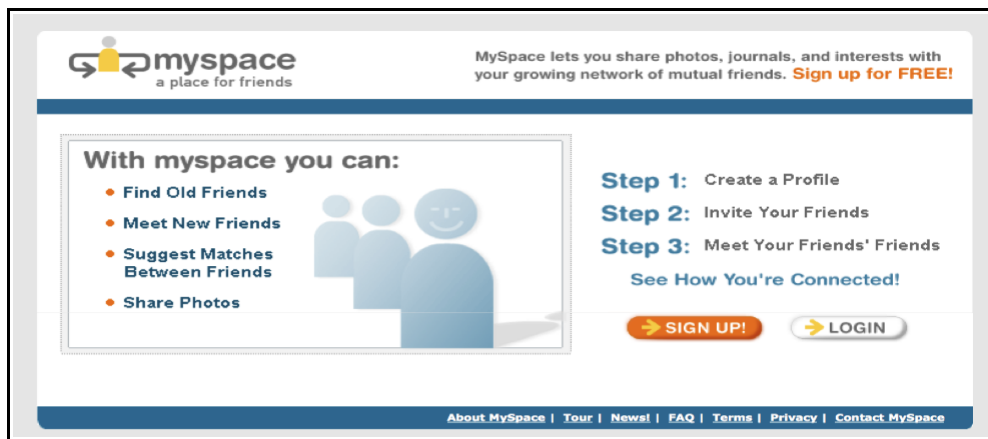 myspace
a place for friends
MySpace lets you share photos, journals, and interests with
your growing network of mutual friends. Sign up for FREE!
With myspace you can:
• Find Old Friends
• Meet New Friends
• Suggest Matches
Between Friends
• Share Photos
Step 1: Create a Profile
Step 2: Invite Your Friends
Step 3: Meet Your Friends' Friends
See How You're Connected!
SIGN UP! LOGIN
About MySpace | Tour | News! | FAQ | Terms | Privacy | Contact MySpace